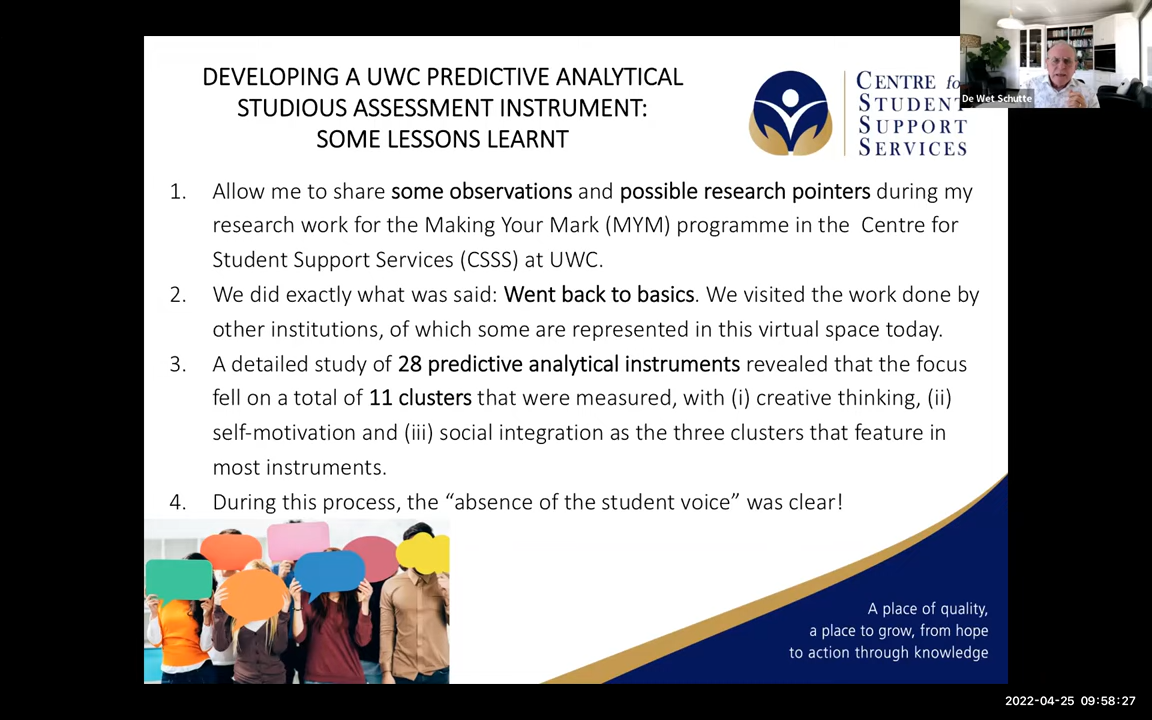 DEVELOPING A UWC PREDICTIVE ANALYTICAL
STUDIOUS ASSESSMENT INSTRUMENT:
SOME LESSONS LEARNT
CENTRE
STUDENT
SUPPORT
SERVICES
De Wet Schutte
1. Allow me to share some observations and possible research pointers during my
research work for the Making Your Mark (MYM) programme in the Centre for
Student Support Services (CSSS) at UWC.
2. We did exactly what was said: Went back to basics. We visited the work done by
other institutions, of which some are represented in this virtual space today.
3. A detailed study of 28 predictive analytical instruments revealed that the focus
fell on a total of 11 clusters that were measured, with (i) creative thinking, (ii)
self-motivation and (iii) social integration as the three clusters that feature in
most instruments.
4. During this process, the “absence of the student voice” was clear!
A place of quality,
a place to grow, from hope
to action through knowledge
2022-04-25 09:58:27